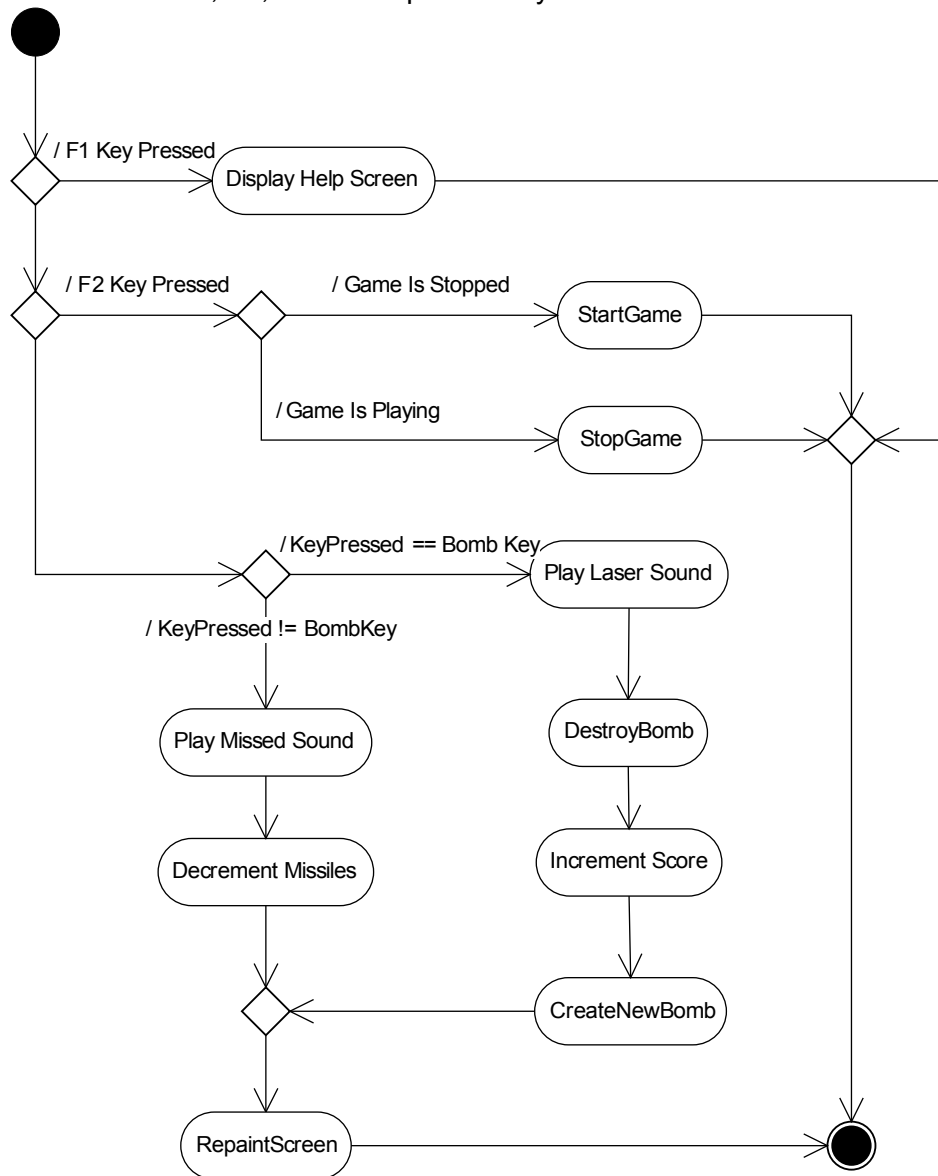 / F1 Key Pressed
Display Help Screen
/ F2 Key Pressed
/ Game Is Stopped
StartGame
/ Game Is Playing
StopGame
/ KeyPressed == Bomb Key
Play Laser Sound
/ KeyPressed != BombKey
Play Missed Sound
DestroyBomb
Decrement Missiles
Increment Score
CreateNewBomb
RepaintScreen